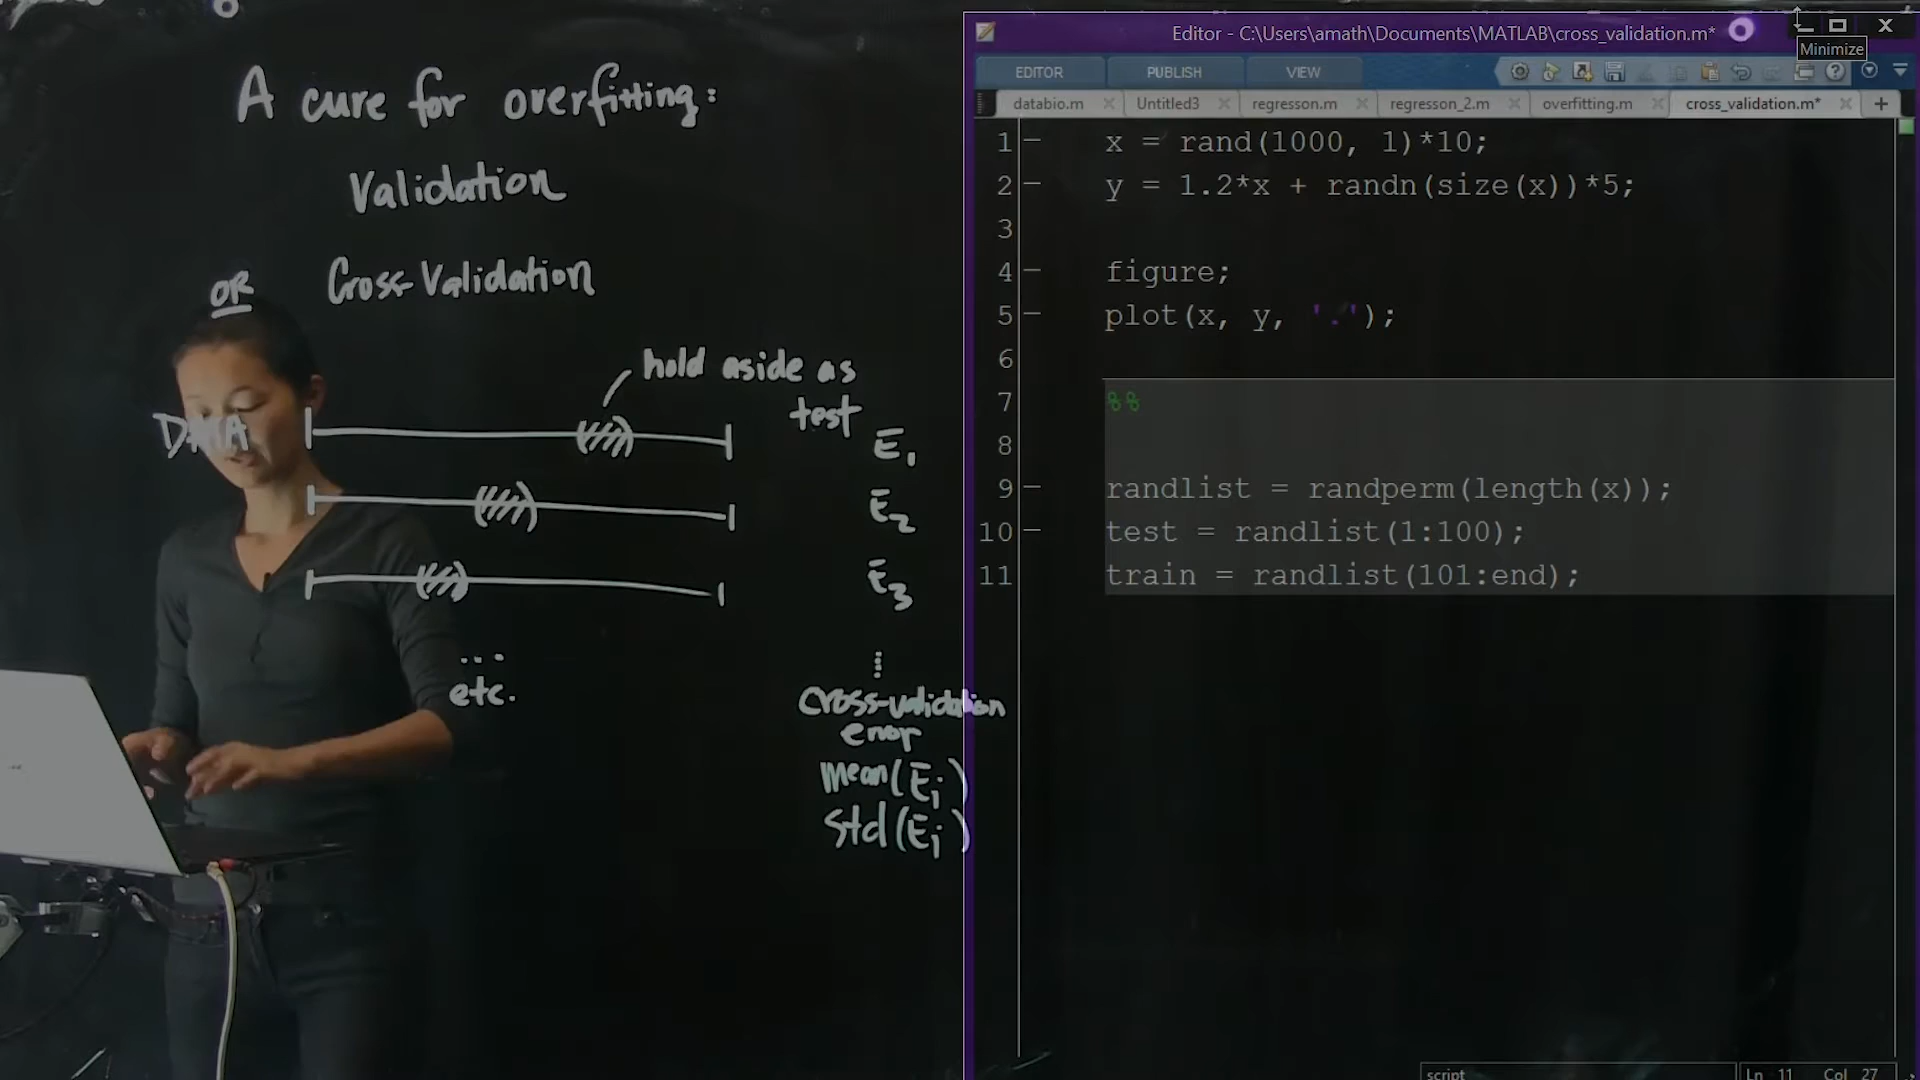 A cure for overfitting:
Validation
OR Cross-Validation
hold aside as
test
DATA
E1
E2
E3
...
etc.
⋮
cross-validation
error
mean(Ei)
std(Ei)
Editor - C:\Users\amath\Documents\MATLAB\cross_validation.m*
Minimize
EDITOR PUBLISH VIEW
databio.m Untitled3 regresson.m regresson_2.m overfitting.m cross_validation.m* +
1 x = rand(1000, 1)*10;
2 y = 1.2*x + randn(size(x))*5;
3
4 figure;
5 plot(x, y, '.');
6
7 %%
8
9 randlist = randperm(length(x));
10 test = randlist(1:100);
11 train = randlist(101:end);
script Ln 11 Col 27